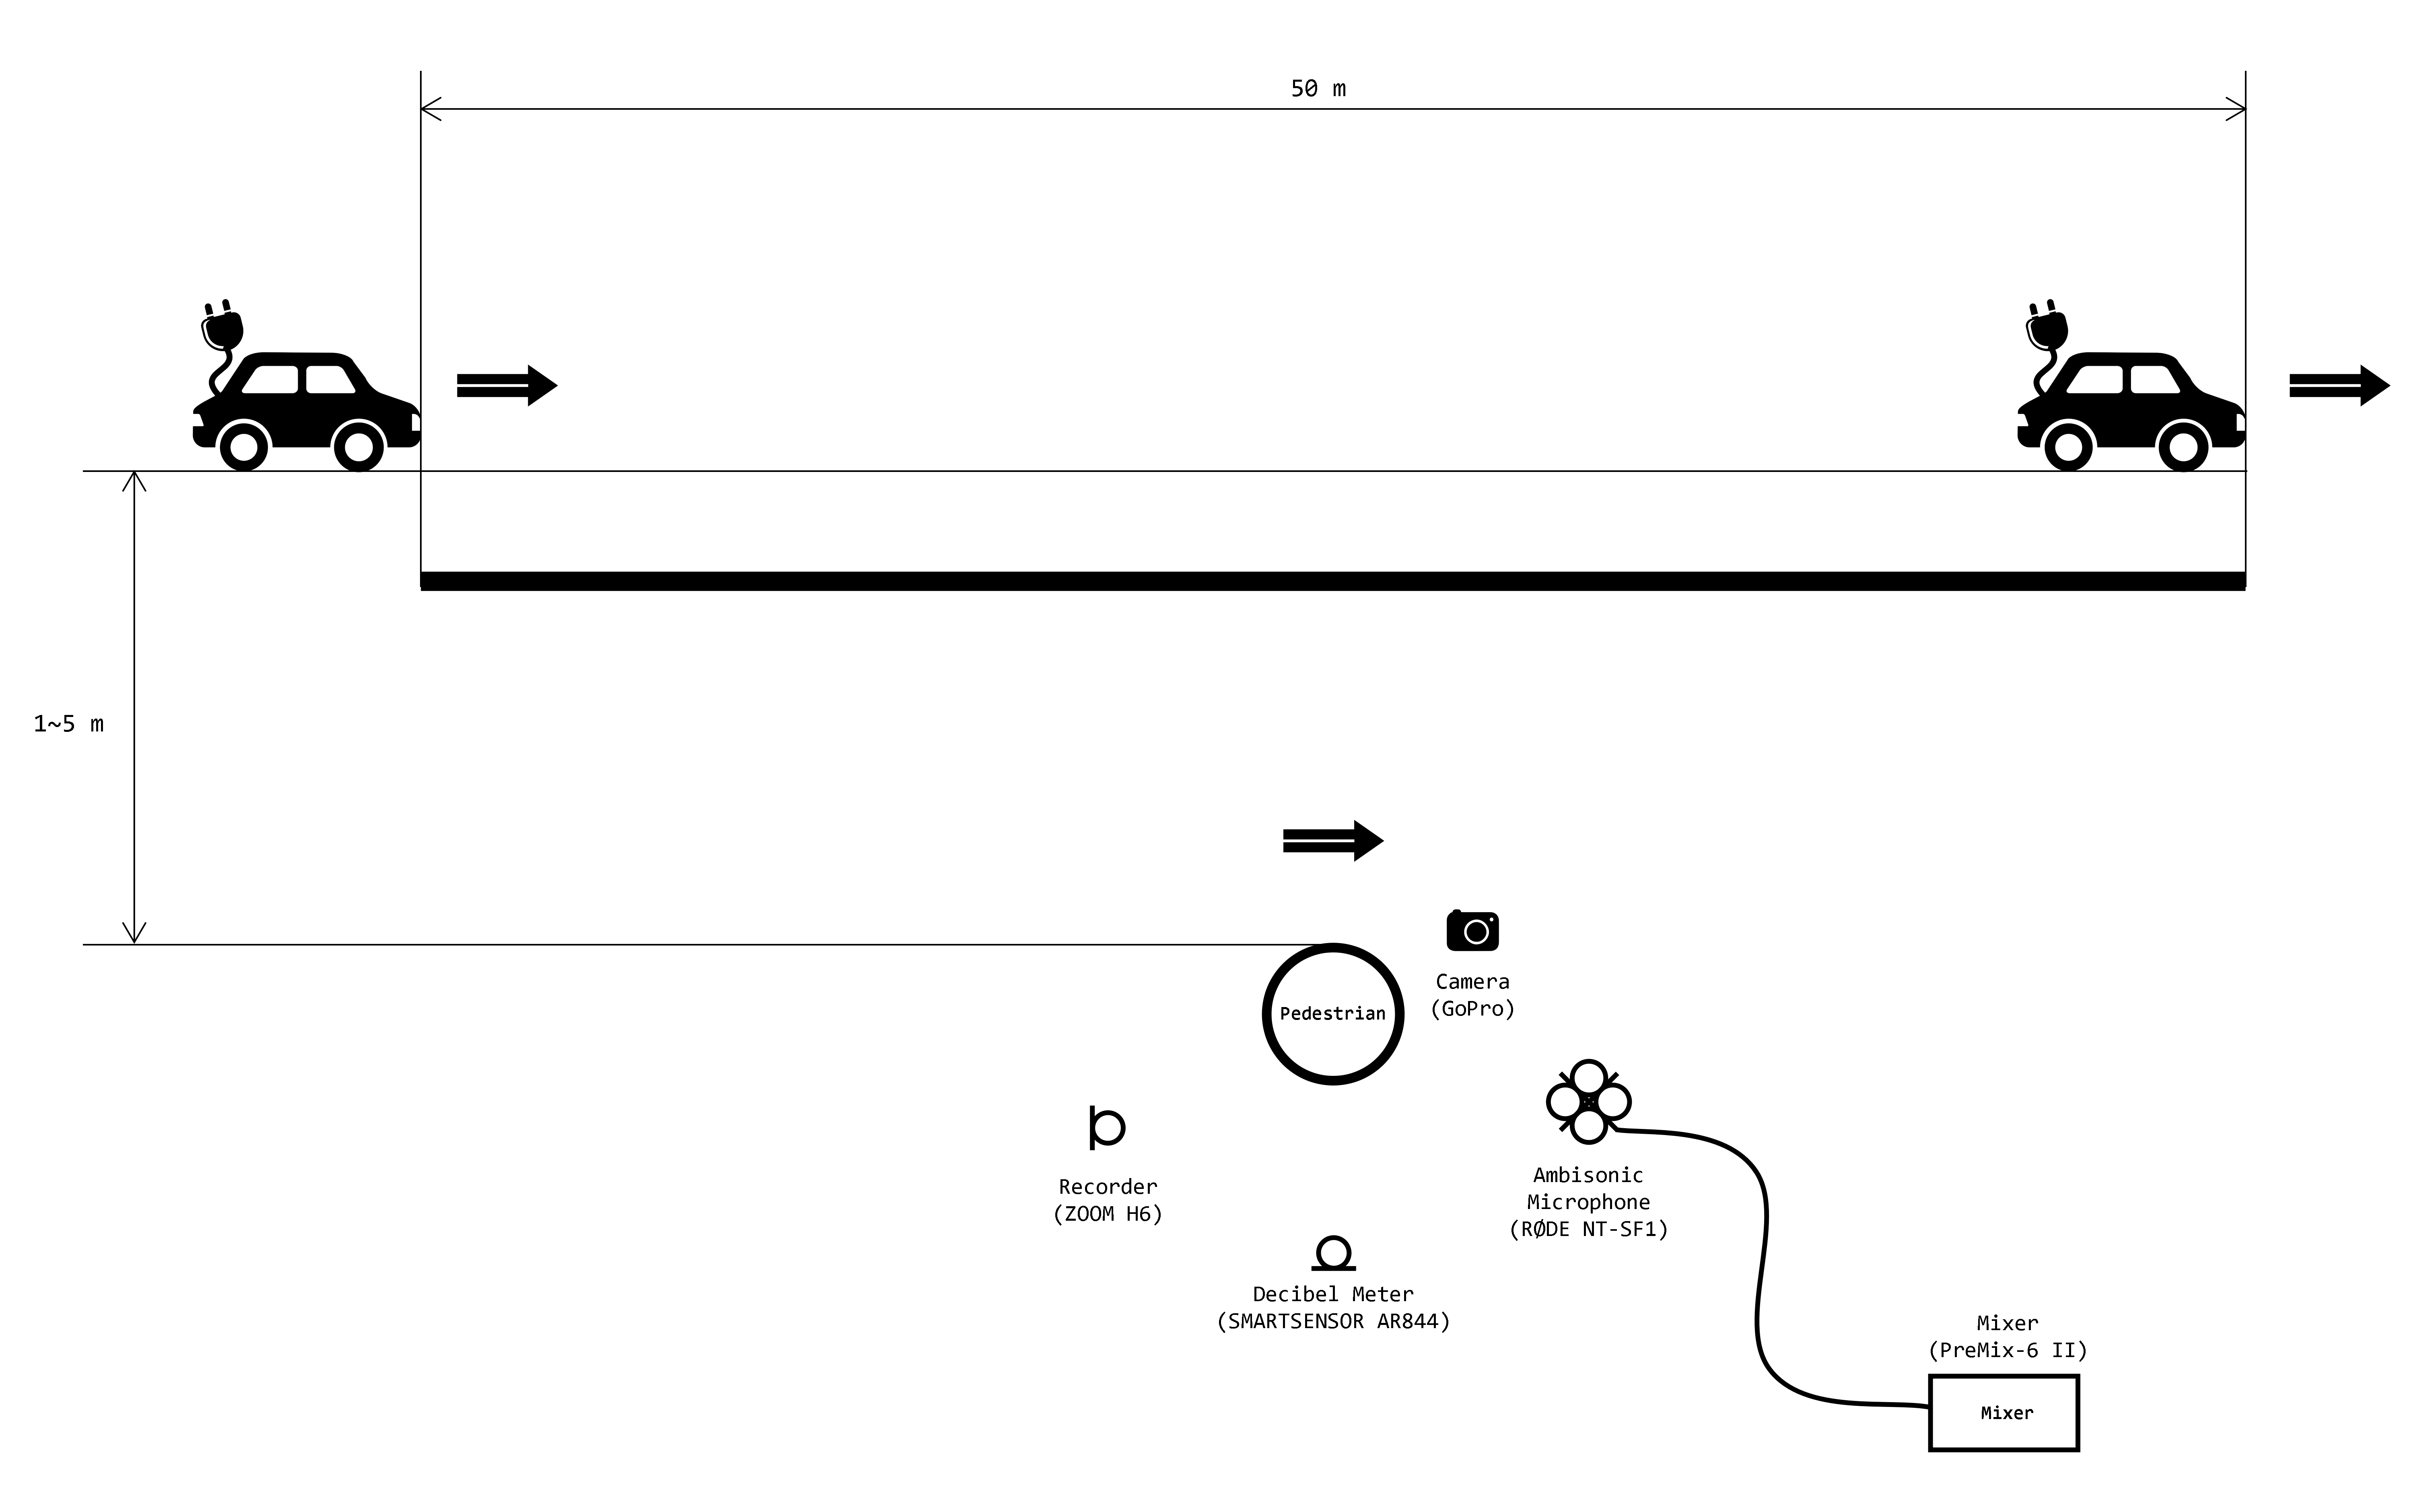 50 m
1~5 m
Pedestrian
Camera
(GoPro)
Recorder
(ZOOM H6)
Ambisonic
Microphone
(RØDE NT-SF1)
Decibel Meter
(SMARTSENSOR AR844)
Mixer
(PreMix-6 II)
Mixer